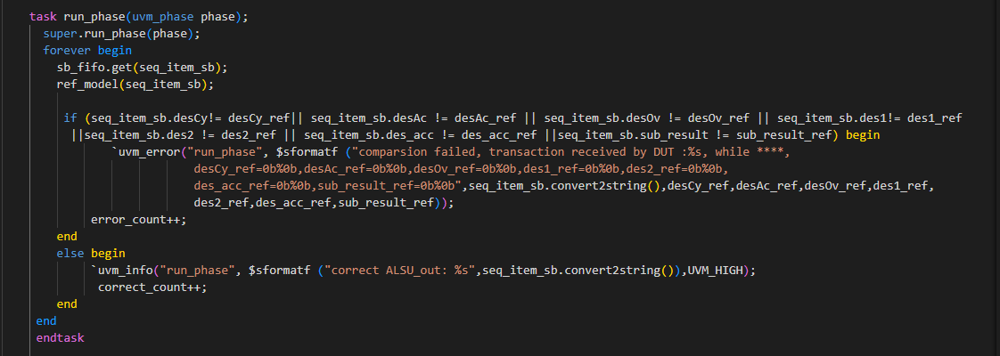 task run_phase(uvm_phase phase);
super.run_phase(phase);
forever begin
sb_fifo.get(seq_item_sb);
ref_model(seq_item_sb);
if (seq_item_sb.desCy!= desCy_ref|| seq_item_sb.desAc != desAc_ref || seq_item_sb.desOv != desOv_ref || seq_item_sb.des1!= des1_ref
||seq_item_sb.des2 != des2_ref || seq_item_sb.des_acc != des_acc_ref ||seq_item_sb.sub_result != sub_result_ref) begin
`uvm_error("run_phase", $sformatf ("comparsion failed, transaction received by DUT :%s, while ****,
desCy_ref=0b%0b,desAc_ref=0b%0b,desOv_ref=0b%0b,des1_ref=0b%0b,des2_ref=0b%0b,
des_acc_ref=0b%0b,sub_result_ref=0b%0b",seq_item_sb.convert2string(),desCy_ref,desAc_ref,desOv_ref,des1_ref,
des2_ref,des_acc_ref,sub_result_ref));
error_count++;
end
else begin
`uvm_info("run_phase", $sformatf ("correct ALSU_out: %s",seq_item_sb.convert2string()),UVM_HIGH);
correct_count++;
end
end
endtask